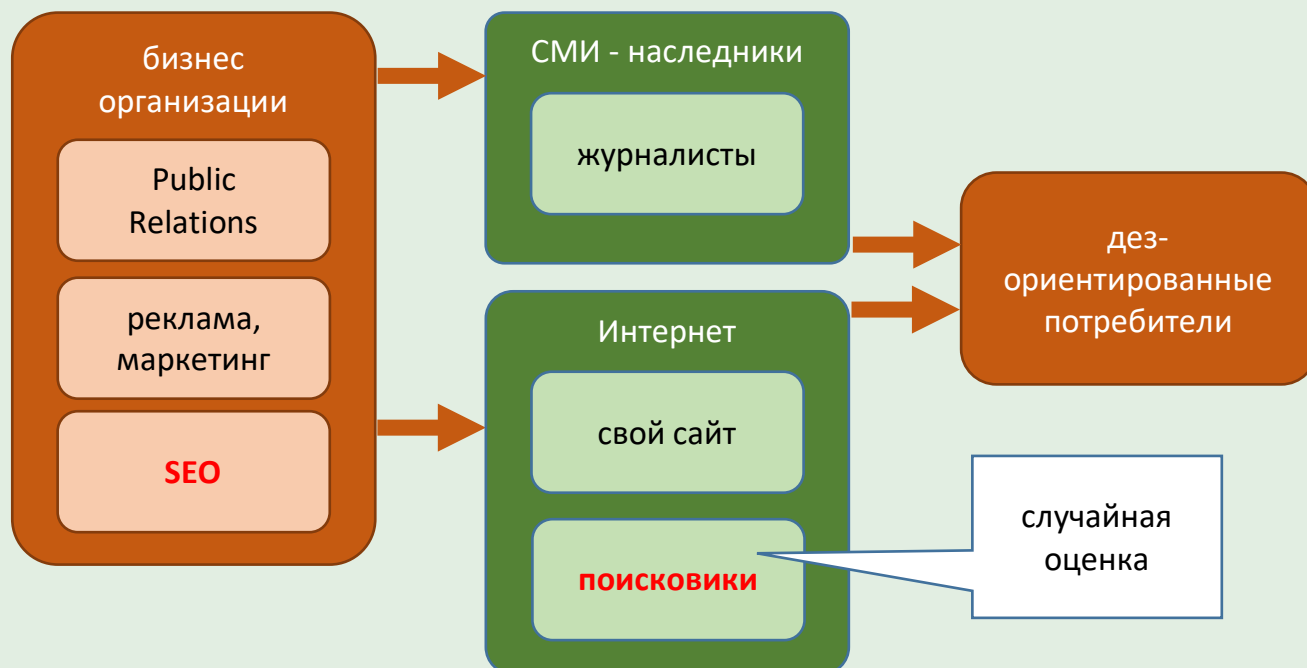 бизнес
организации
Public
Relations
реклама,
маркетинг
SEO
СМИ - наследники
журналисты
Интернет
свой сайт
поисковики
дез-
ориентированные
потребители
случайная
оценка